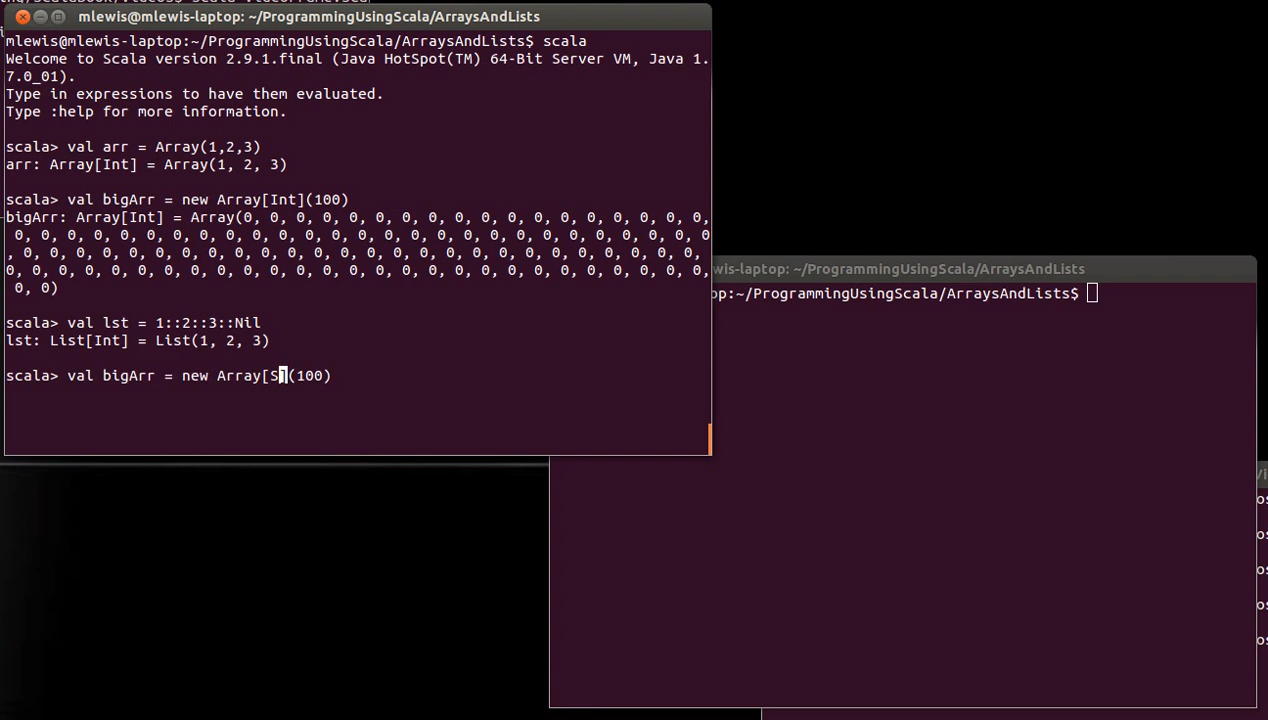 mlewis@mlewis-laptop: ~/ProgrammingUsingScala/ArraysAndLists
mlewis@mlewis-laptop:~/ProgrammingUsingScala/ArraysAndLists$ scala
Welcome to Scala version 2.9.1.final (Java HotSpot(TM) 64-Bit Server VM, Java 1.
7.0_01).
Type in expressions to have them evaluated.
Type :help for more information.
scala> val arr = Array(1,2,3)
arr: Array[Int] = Array(1, 2, 3)
scala> val bigArr = new Array[Int](100)
bigArr: Array[Int] = Array(0, 0, 0, 0, 0, 0, 0, 0, 0, 0, 0, 0, 0, 0, 0, 0, 0, 0,
0, 0, 0, 0, 0, 0, 0, 0, 0, 0, 0, 0, 0, 0, 0, 0, 0, 0, 0, 0, 0, 0, 0, 0, 0, 0, 0
, 0, 0, 0, 0, 0, 0, 0, 0, 0, 0, 0, 0, 0, 0, 0, 0, 0, 0, 0, 0, 0, 0, 0, 0, 0, 0,
0, 0, 0, 0, 0, 0, 0, 0, 0, 0, 0, 0, 0, 0, 0, 0, 0, 0, 0, 0, 0, 0, 0, 0, 0, 0, 0,
0, 0)
scala> val lst = 1::2::3::Nil
lst: List[Int] = List(1, 2, 3)
scala> val bigArr = new Array[S](100)
wis-laptop: ~/ProgrammingUsingScala/ArraysAndLists
op:~/ProgrammingUsingScala/ArraysAndLists$